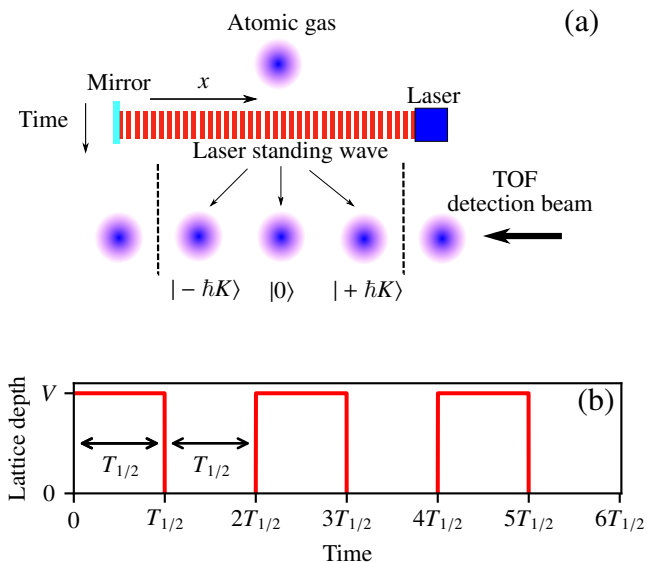 Atomic gas
(a)
Mirror
x
Laser
Time
Laser standing wave
TOF
detection beam
| − ħK⟩
|0⟩
| + ħK⟩
(b)
Lattice depth
V
0
T1/2
T1/2
0
T1/2
2T1/2
3T1/2
4T1/2
5T1/2
6T1/2
Time